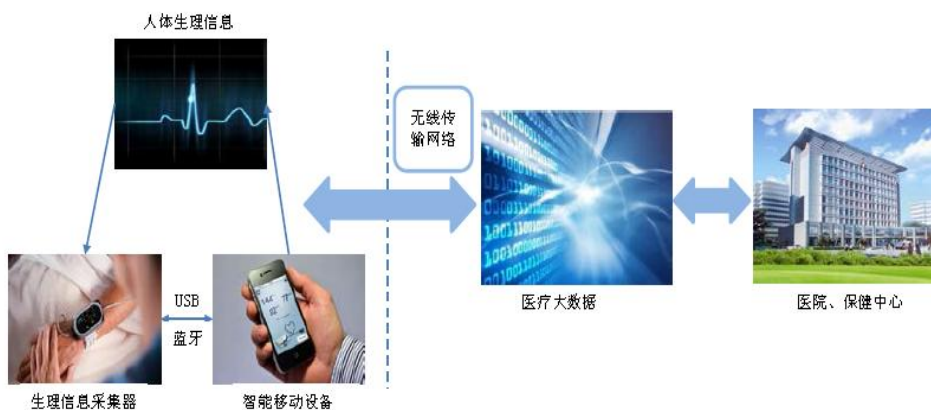 人体生理信息
无线传
输网络
医疗大数据
医院、保健中心
USB
蓝牙
生理信息采集器
智能移动设备